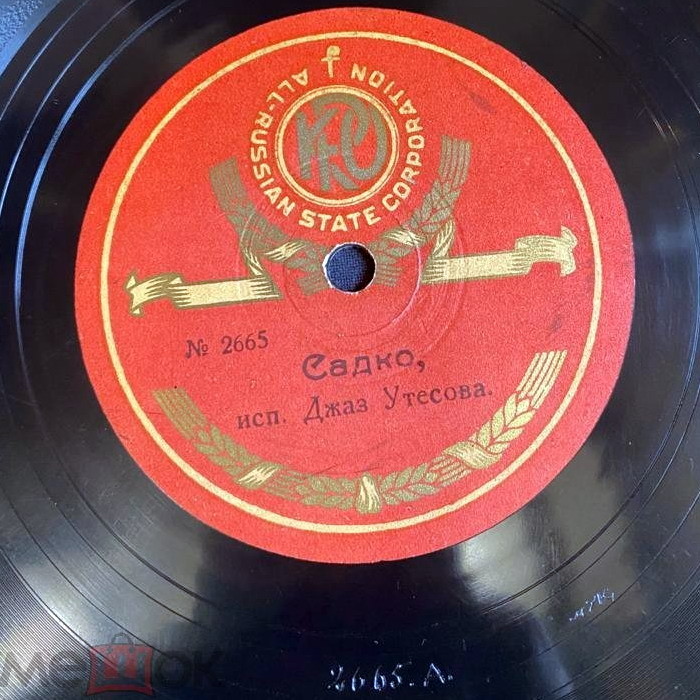 ALL-RUSSIAN STATE CORPORATION
№ 2665
Садко,
исп. Джаз Утесова.
2665.A.
мешок